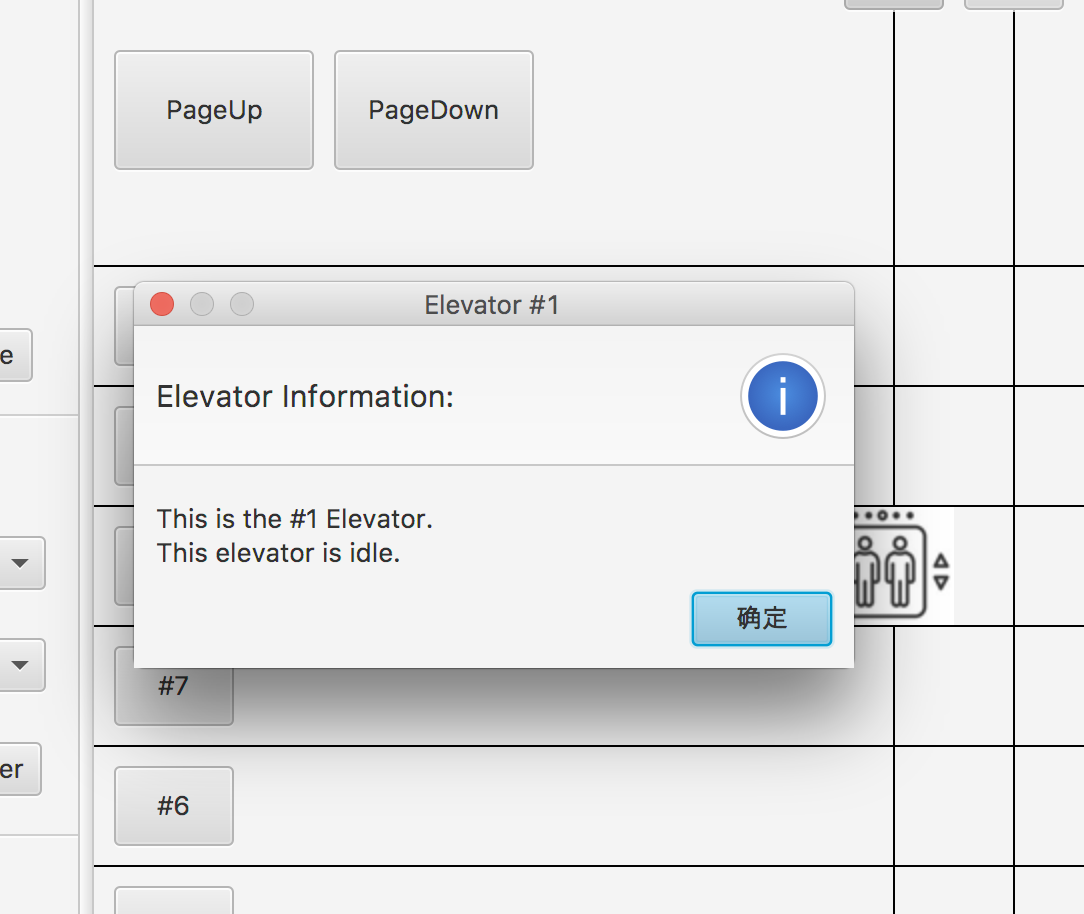 PageUp
PageDown
Elevator #1
e
Elevator Information:
i
This is the #1 Elevator.
This elevator is idle.
确定
#7
er
#6